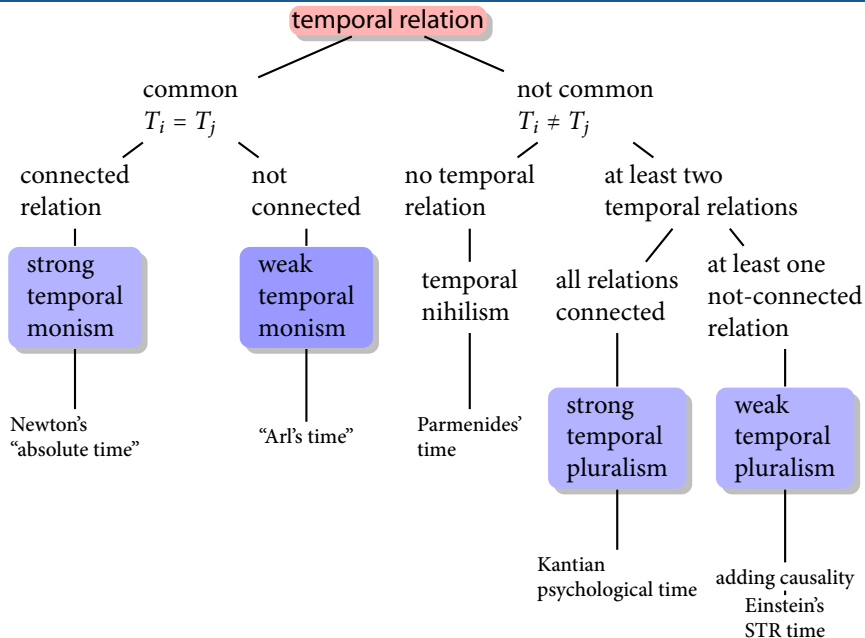 temporal relation
common
T_i = T_j
not common
T_i ≠ T_j
connected
relation
not
connected
no temporal
relation
at least two
temporal relations
strong
temporal
monism
weak
temporal
monism
temporal
nihilism
all relations
connected
at least one
not-connected
relation
Newton's
“absolute time”
“Arl's time”
Parmenides'
time
strong
temporal
pluralism
weak
temporal
pluralism
Kantian
psychological time
adding causality
Einstein's
STR time